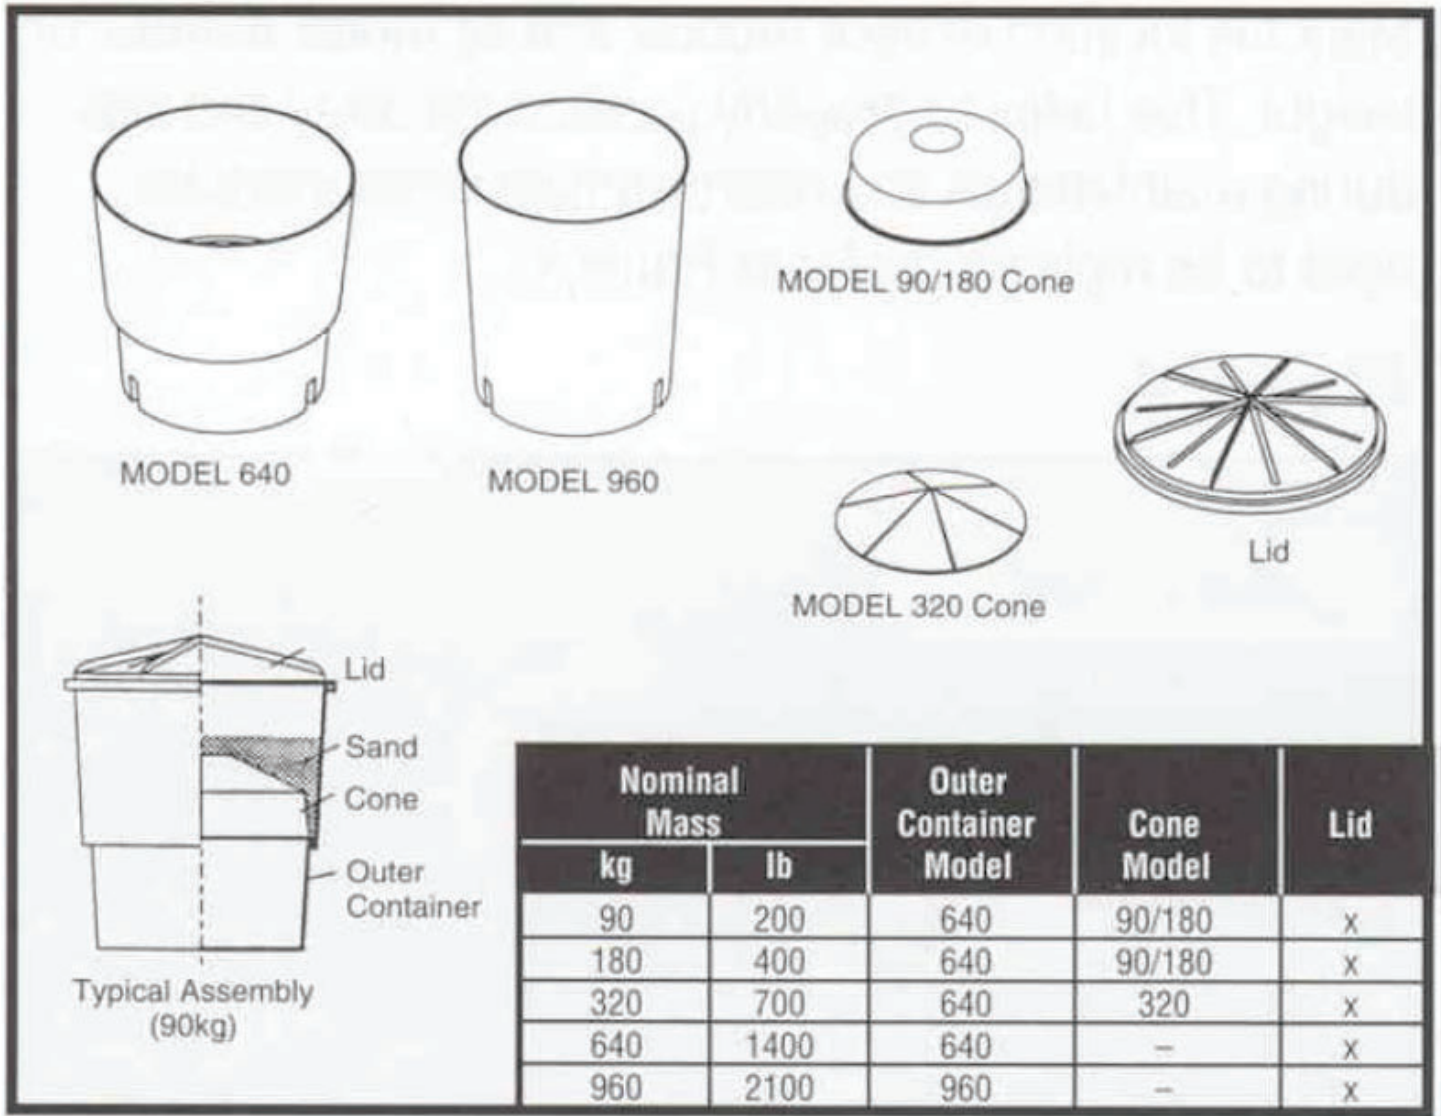 MODEL 640
MODEL 960
MODEL 90/180 Cone
MODEL 320 Cone
Lid
Lid
Sand
Cone
Outer
Container
Typical Assembly
(90kg)
Nominal Mass Outer Container Model Cone Model Lid
kg lb
90 200 640 90/180 x
180 400 640 90/180 x
320 700 640 320 x
640 1400 640 – x
960 2100 960 – x